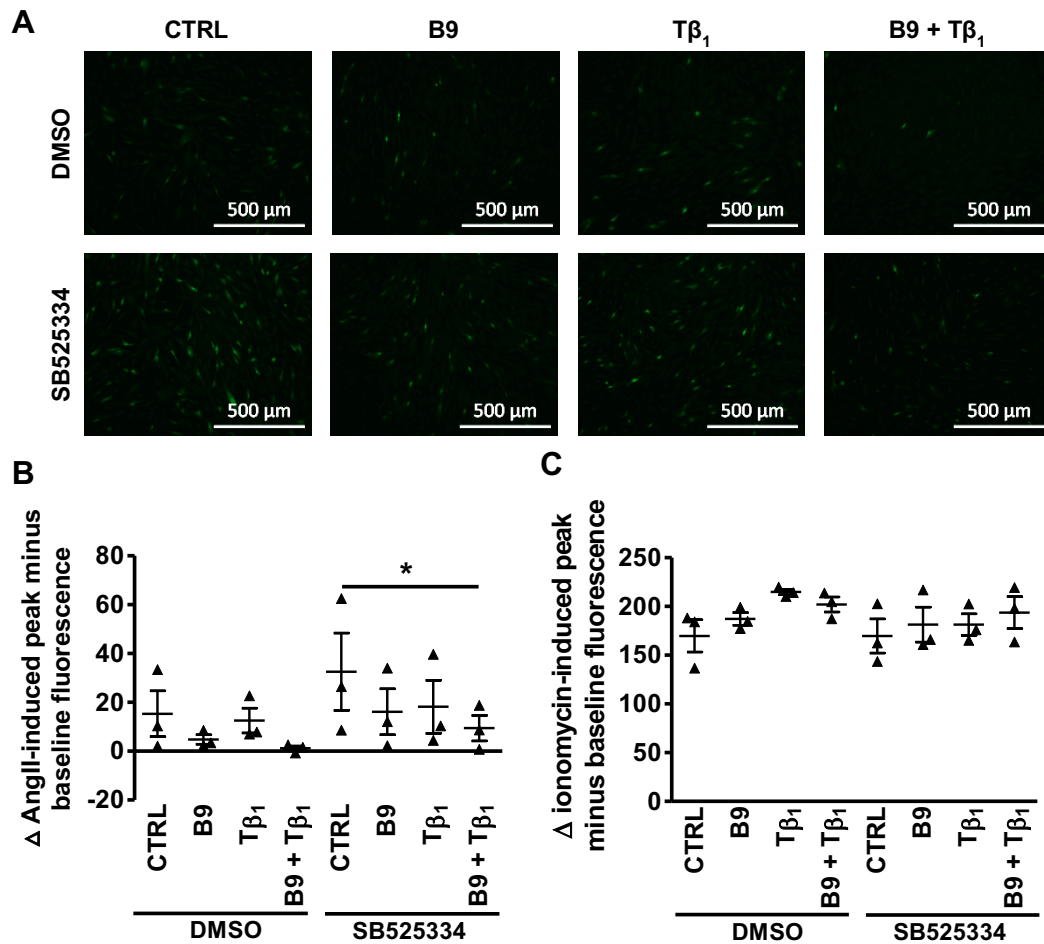 A
CTRL B9 Tβ1 B9 + Tβ1
DMSO
500 µm 500 µm 500 µm 500 µm
SB525334
500 µm 500 µm 500 µm 500 µm
B
Δ AngII-induced peak minus
baseline fluorescence
80
60
40
20
0
-20
*
CTRL
B9
Tβ1
B9 + Tβ1
CTRL
B9
Tβ1
B9 + Tβ1
DMSO SB525334
C
Δ ionomycin-induced peak
minus baseline fluorescence
250
200
150
100
50
0
CTRL
B9
Tβ1
B9 + Tβ1
CTRL
B9
Tβ1
B9 + Tβ1
DMSO SB525334